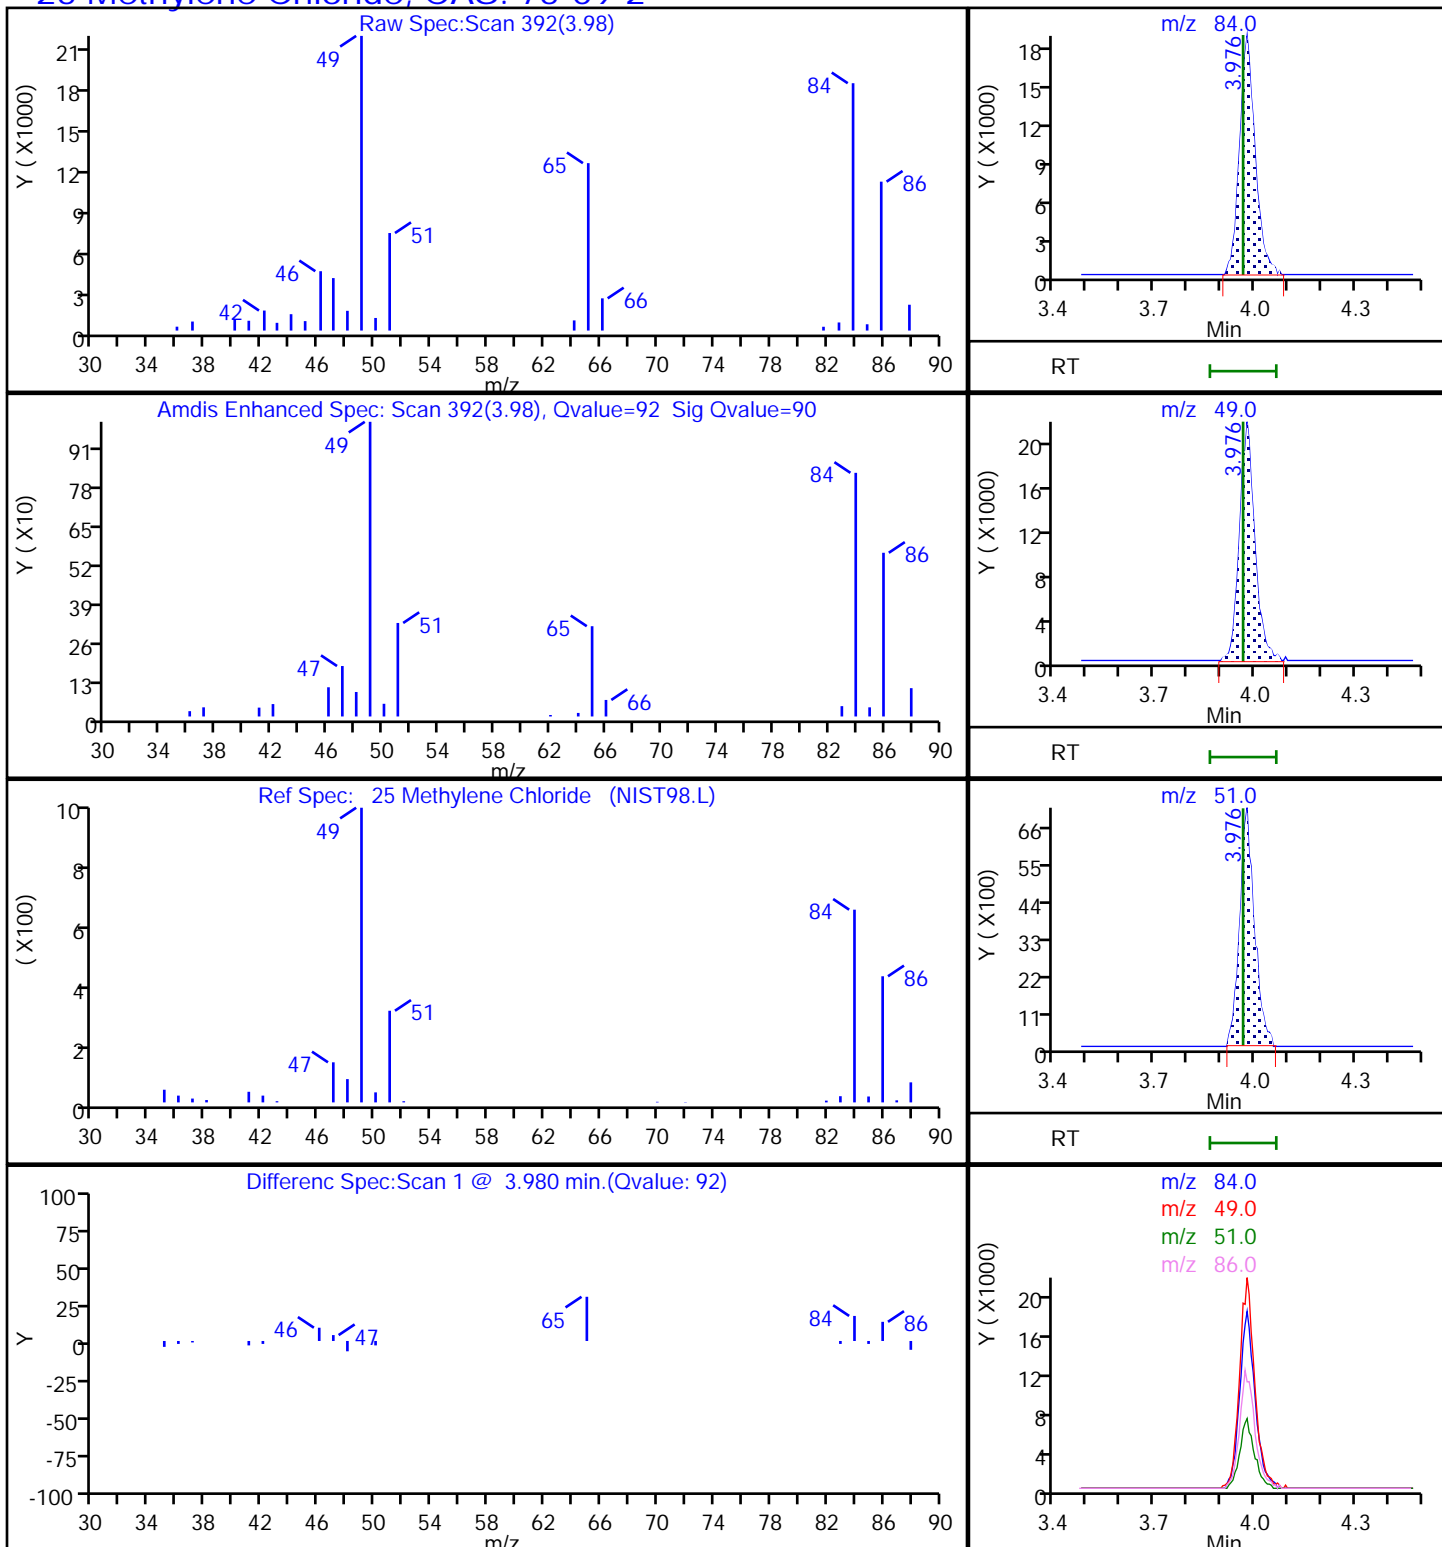 25 Methylene Chloride, CAS: 75-09-2
Raw Spec:Scan 392(3.98)
Y ( X1000)
21
18
15
12
9
6
3
0
49
84
65
86
51
46
42
66
30 34 38 42 46 50 54 58 62 66 70 74 78 82 86 90
m/z
m/z 84.0
Y ( X1000)
18
15
12
9
6
3
0
3.976
3.4 3.7 4.0 4.3
Min
RT
Amdis Enhanced Spec: Scan 392(3.98), Qvalue=92 Sig Qvalue=90
Y ( X10)
91
78
65
52
39
26
13
0
49
84
86
51
65
47
66
30 34 38 42 46 50 54 58 62 66 70 74 78 82 86 90
m/z
m/z 49.0
Y ( X1000)
20
16
12
8
4
0
3.976
3.4 3.7 4.0 4.3
Min
RT
Ref Spec: 25 Methylene Chloride (NIST98.L)
( X100)
10
8
6
4
2
0
49
84
86
51
47
30 34 38 42 46 50 54 58 62 66 70 74 78 82 86 90
m/z 51.0
Y ( X100)
66
55
44
33
22
11
0
3.976
3.4 3.7 4.0 4.3
Min
RT
Differenc Spec:Scan 1 @ 3.980 min.(Qvalue: 92)
Y
100
75
50
25
0
-25
-50
-75
-100
46
47
65
84
86
30 34 38 42 46 50 54 58 62 66 70 74 78 82 86 90
m/z
m/z 84.0
m/z 49.0
m/z 51.0
m/z 86.0
Y ( X1000)
20
16
12
8
4
0
3.4 3.7 4.0 4.3
Min